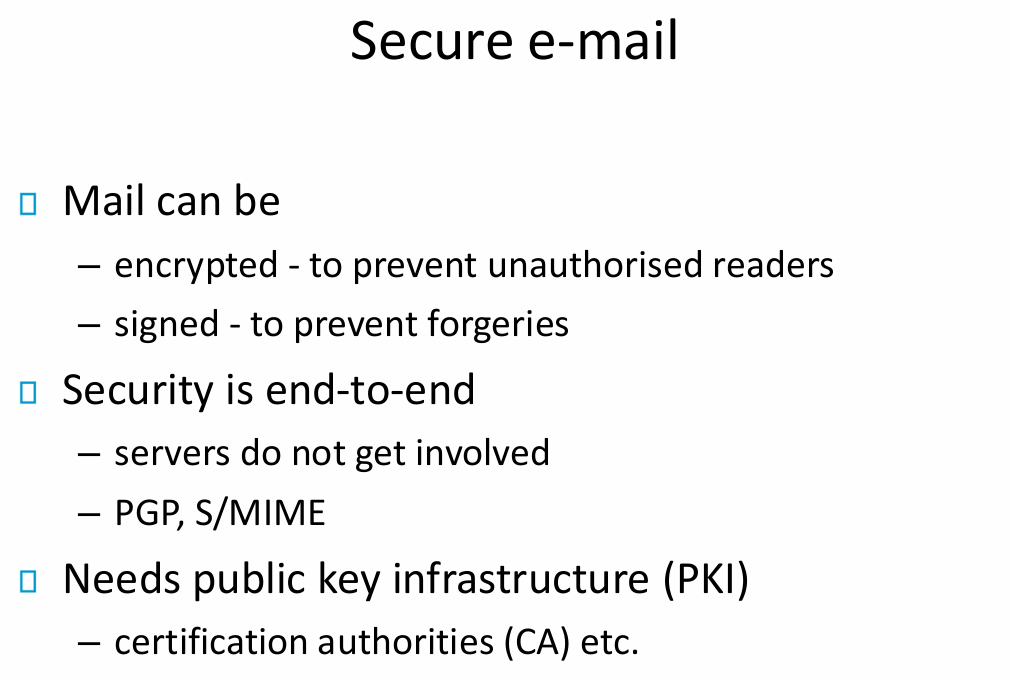 Secure e-mail
Mail can be
– encrypted - to prevent unauthorised readers
– signed - to prevent forgeries
Security is end-to-end
– servers do not get involved
– PGP, S/MIME
Needs public key infrastructure (PKI)
– certification authorities (CA) etc.